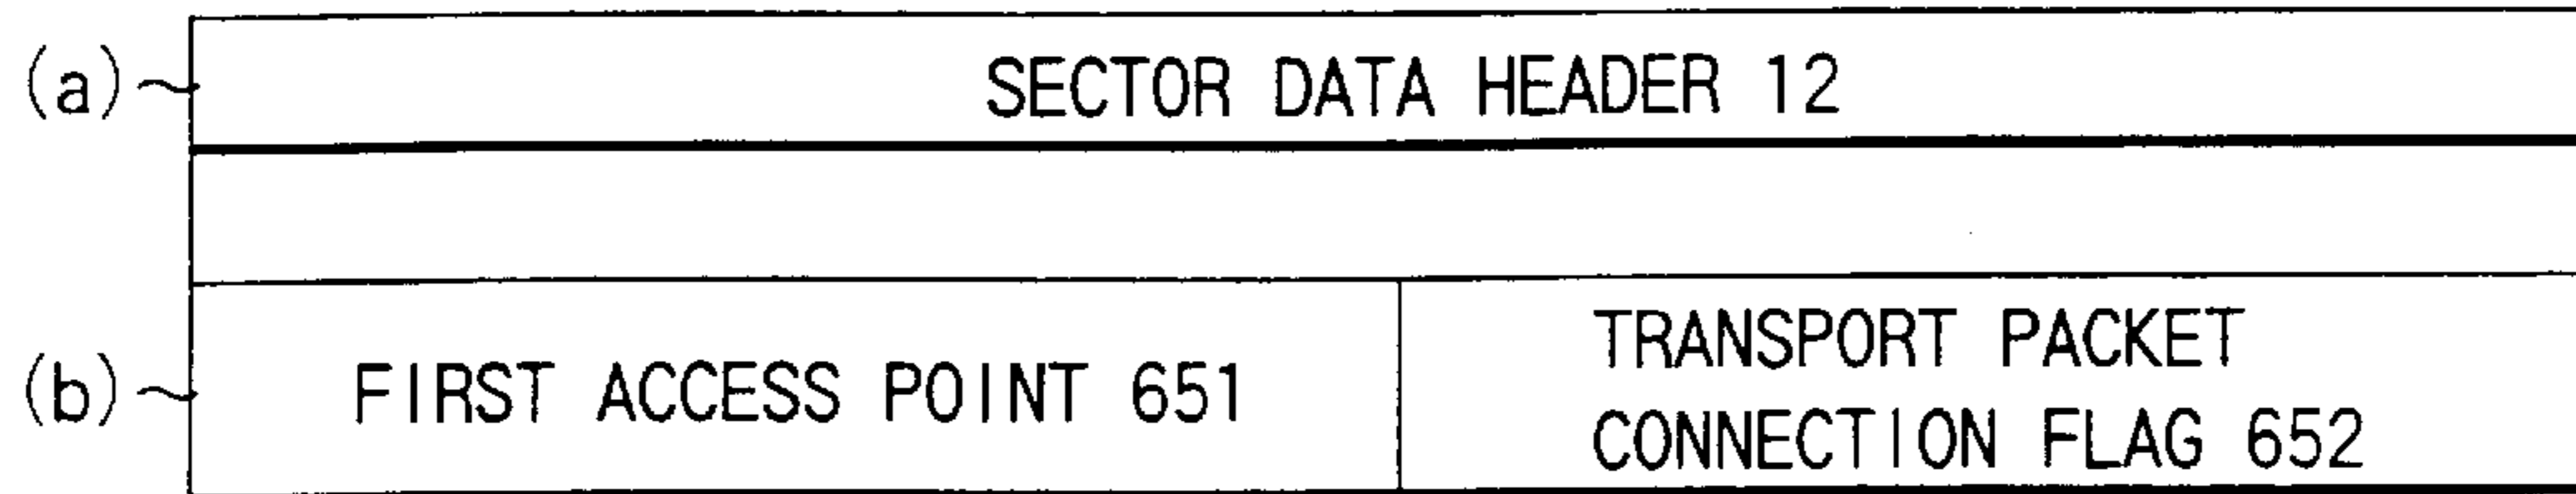 (a) SECTOR DATA HEADER 12
TRANSPORT PACKET
(b) FIRST ACCESS POINT 651
CONNECTION FLAG 652